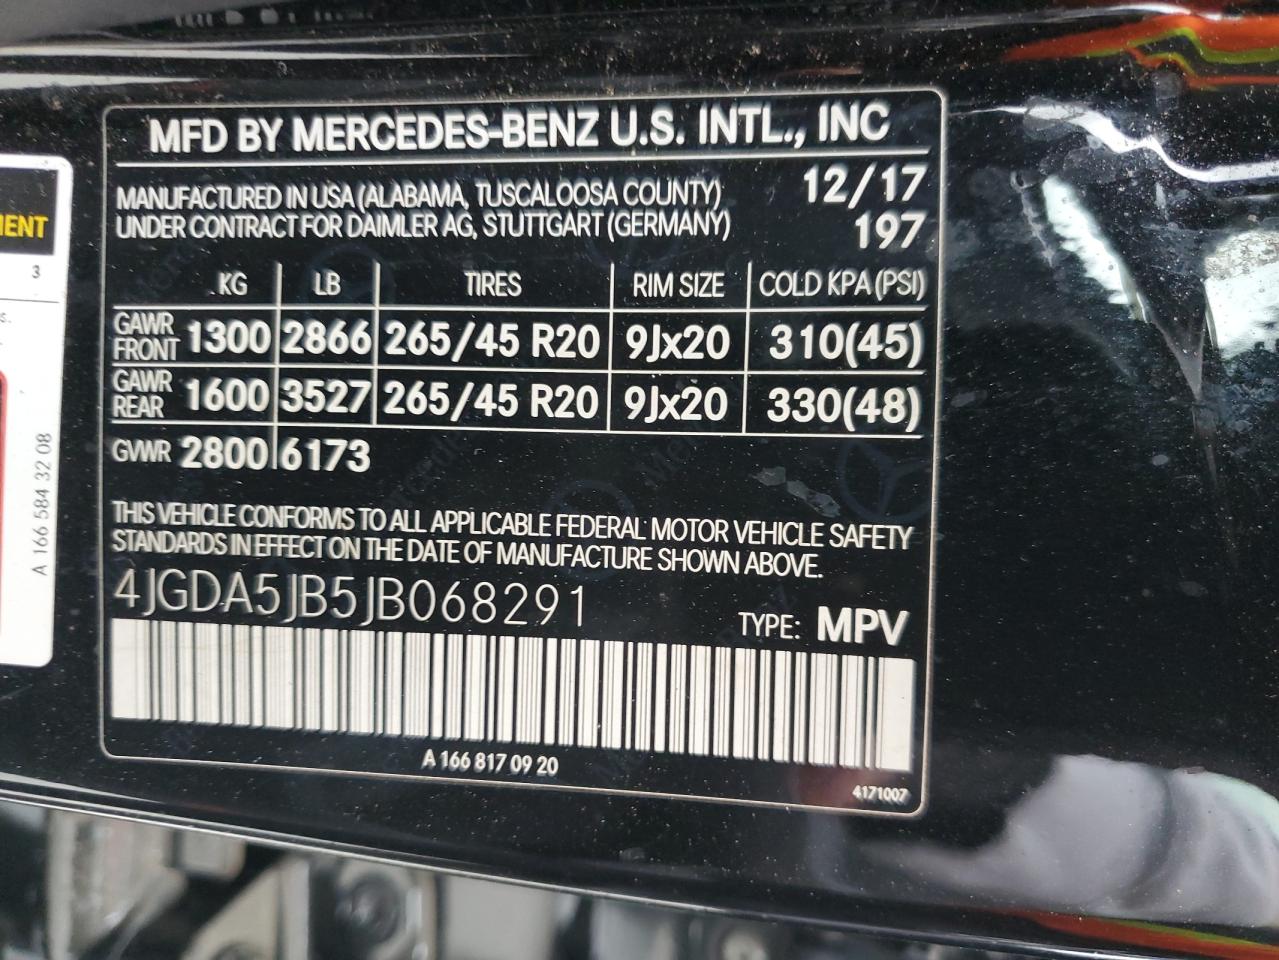 MFD BY MERCEDES-BENZ U.S. INTL., INC
MANUFACTURED IN USA (ALABAMA, TUSCALOOSA COUNTY) 12/17
UNDER CONTRACT FOR DAIMLER AG, STUTTGART (GERMANY) 197
KG LB TIRES RIM SIZE COLD KPA (PSI)
GAWR FRONT 1300 2866 265/45 R20 9Jx20 310(45)
GAWR REAR 1600 3527 265/45 R20 9Jx20 330(48)
GVWR 2800 6173
THIS VEHICLE CONFORMS TO ALL APPLICABLE FEDERAL MOTOR VEHICLE SAFETY
STANDARDS IN EFFECT ON THE DATE OF MANUFACTURE SHOWN ABOVE.
4JGDA5JB5JB068291 TYPE: MPV
A 166 817 09 20
4171007
MENT
3
s.
A 166 584 32 08